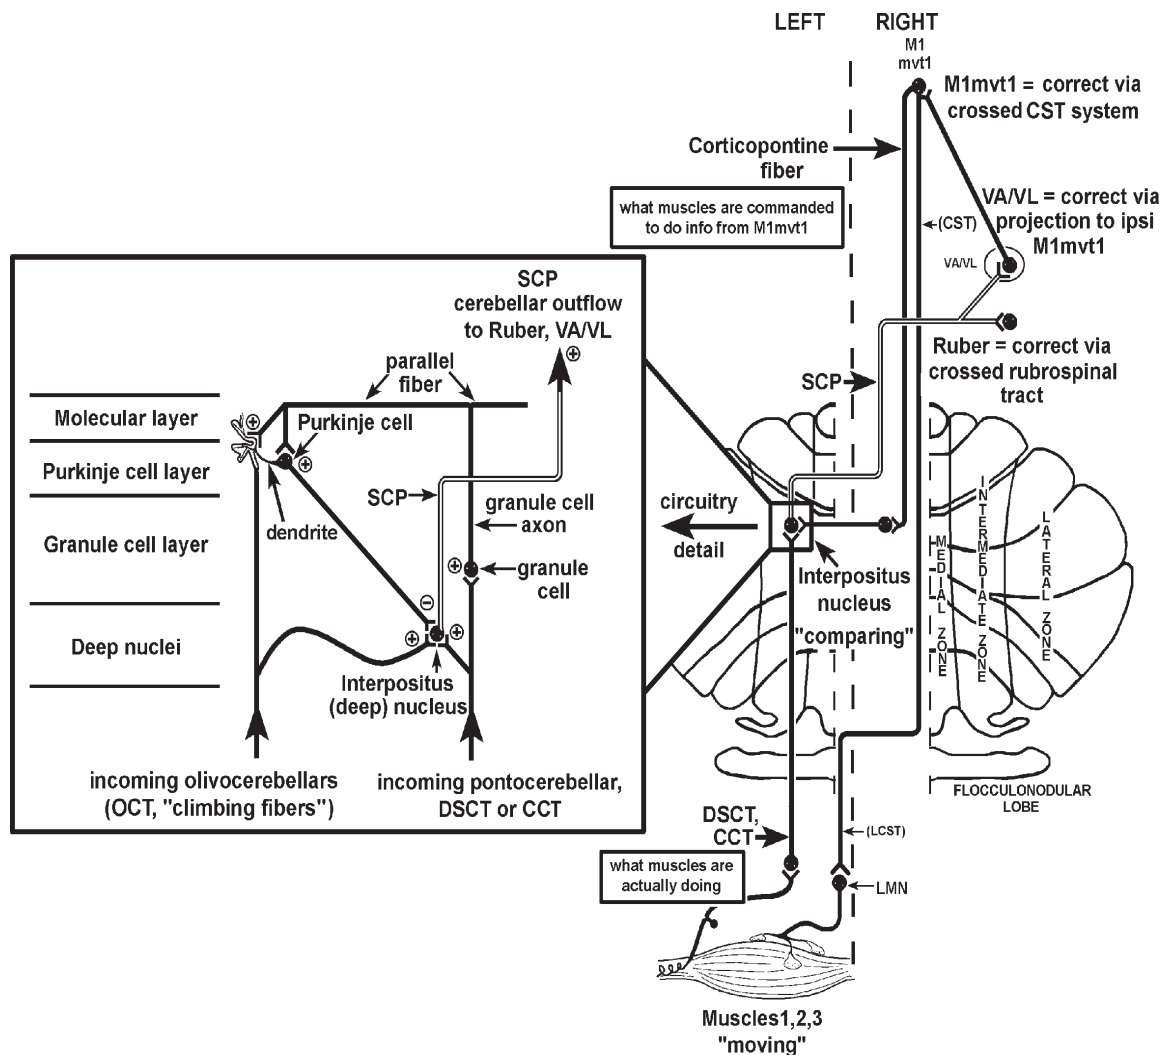 LEFT
RIGHT
M1
mvt1
M1mvt1 = correct via
crossed CST system
Corticopontine
fiber
what muscles are commanded
to do info from M1mvt1
(CST)
VA/VL = correct via
projection to ipsi
M1mvt1
VA/VL
Ruber = correct via
crossed rubrospinal
tract
SCP
SCP
cerebellar outflow
to Ruber, VA/VL
+
parallel
fiber
Molecular layer
+
Purkinje cell
+
Purkinje cell layer
SCP
dendrite
granule cell
axon
Granule cell layer
+
granule
cell
−
+
+
Deep nuclei
Interpositus
(deep) nucleus
incoming olivocerebellars
(OCT, "climbing fibers")
incoming pontocerebellar,
DSCT or CCT
circuitry
detail
Interpositus
nucleus
"comparing"
MEDIAL ZONE
INTERMEDIATE ZONE
LATERAL ZONE
FLOCCULONODULAR
LOBE
DSCT,
CCT
(LCST)
what muscles are
actually doing
LMN
Muscles1,2,3
"moving"